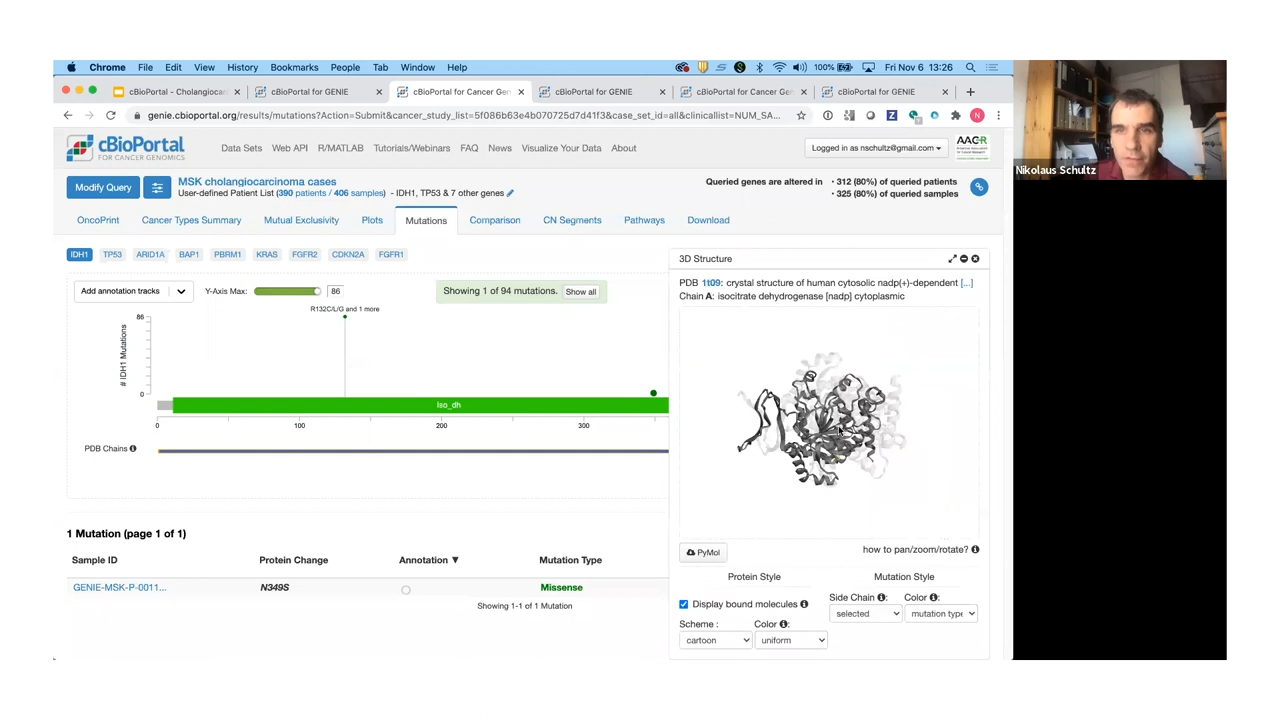 Chrome File Edit View History Bookmarks People Tab Window Help 100% Fri Nov 6 13:26
cBioPortal - Cholangiocar cBioPortal for GENIE cBioPortal for Cancer Gen cBioPortal for GENIE cBioPortal for Cancer Gen cBioPortal for GENIE
genie.cbioportal.org/results/mutations?Action=Submit&cancer_study_list=5f086b63e4b070725d7d41f3&case_set_id=all&clinicallist=NUM_SA...
cBioPortal
FOR CANCER GENOMICS
Data Sets Web API R/MATLAB Tutorials/Webinars FAQ News Visualize Your Data About
Logged in as nschultz@gmail.com
AACR
Nikolaus Schultz
Modify Query
MSK cholangiocarcinoma cases
User-defined Patient List (390 patients / 406 samples) - IDH1, TP53 & 7 other genes
Queried genes are altered in • 312 (80%) of queried patients
• 325 (80%) of queried samples
OncoPrint Cancer Types Summary Mutual Exclusivity Plots Mutations Comparison CN Segments Pathways Download
IDH1 TP53 ARID1A BAP1 PBRM1 KRAS FGFR2 CDKN2A FGFR1
Add annotation tracks
Y-Axis Max: 86
Showing 1 of 94 mutations. Show all
R132C/L/G and 1 more
86
# IDH1 Mutations
0
Iso_dh
0 100 200 300
PDB Chains
3D Structure
PDB 1t09: crystal structure of human cytosolic nadp(+)-dependent [...]
Chain A: isocitrate dehydrogenase [nadp] cytoplasmic
PyMol
how to pan/zoom/rotate?
Protein Style Mutation Style
Display bound molecules
Side Chain : Color :
selected mutation type
Scheme : Color :
cartoon uniform
1 Mutation (page 1 of 1)
Sample ID Protein Change Annotation ▼ Mutation Type
GENIE-MSK-P-0011... N349S Missense
Showing 1-1 of 1 Mutation